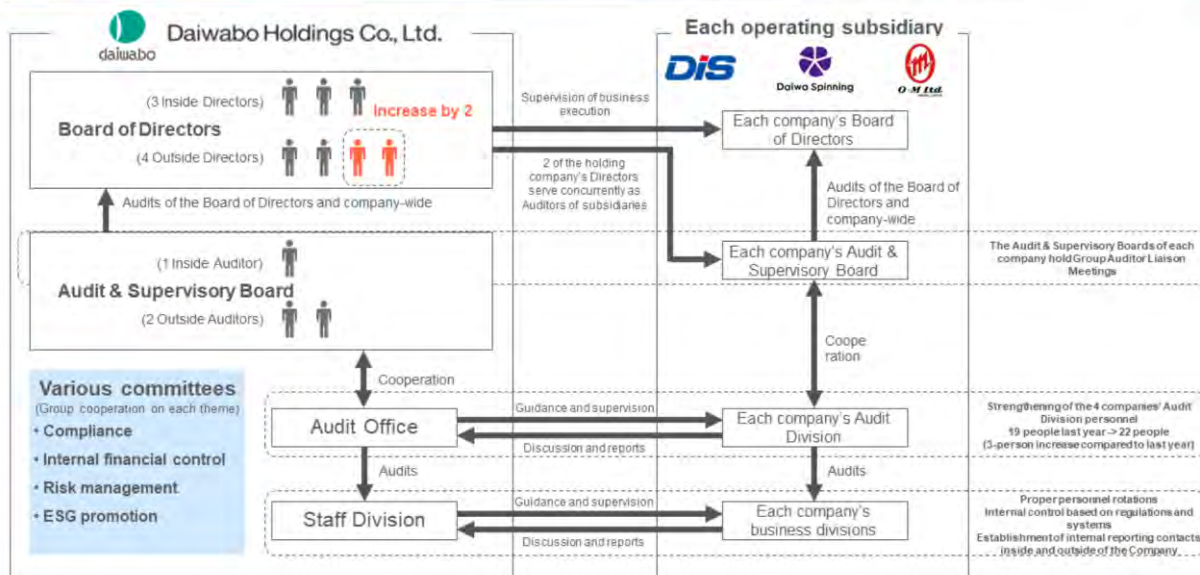 daiwabo
Daiwabo Holdings Co., Ltd.
Each operating subsidiary
DIS
Daiwa Spinning
O-M Ltd.
(3 Inside Directors)
Increase by 2
Board of Directors
(4 Outside Directors)
Audits of the Board of Directors and company-wide
(1 Inside Auditor)
Audit & Supervisory Board
(2 Outside Auditors)
Supervision of business
execution
2 of the holding
company's Directors
serve concurrently as
Auditors of subsidiaries
Each company's Board
of Directors
Audits of the Board of
Directors and
company-wide
Each company's Audit &
Supervisory Board
The Audit & Supervisory Boards of each
company hold Group Auditor Liaison
Meetings
Various committees
(Group cooperation on each theme)
• Compliance
• Internal financial control
• Risk management
• ESG promotion
Cooperation
Coope
ration
Audit Office
Guidance and supervision
Discussion and reports
Each company's Audit
Division
Strengthening of the 4 companies' Audit
Division personnel
19 people last year -> 22 people
(3-person increase compared to last year)
Audits
Audits
Staff Division
Guidance and supervision
Discussion and reports
Each company's
business divisions
Proper personnel rotations
Internal control based on regulations and
systems
Establishment of internal reporting contacts
inside and outside of the Company